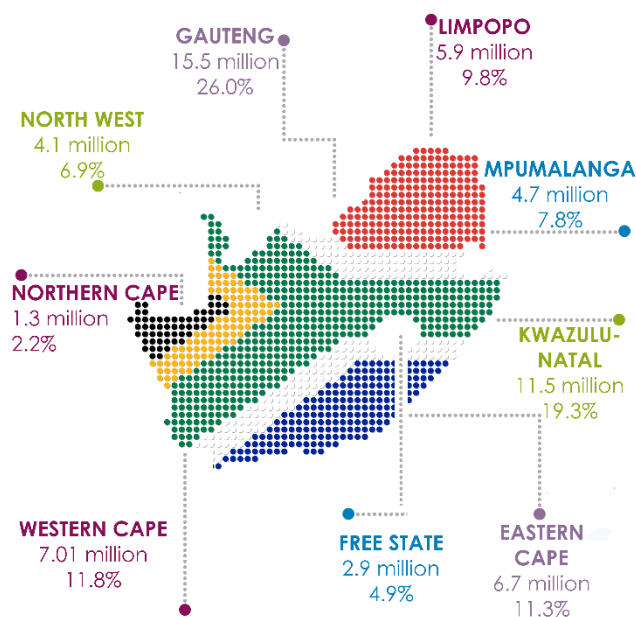 GAUTENG
15.5 million
26.0%
LIMPOPO
5.9 million
9.8%
NORTH WEST
4.1 million
6.9%
MPUMALANGA
4.7 million
7.8%
NORTHERN CAPE
1.3 million
2.2%
KWAZULU-
NATAL
11.5 million
19.3%
WESTERN CAPE
7.01 million
11.8%
FREE STATE
2.9 million
4.9%
EASTERN
CAPE
6.7 million
11.3%